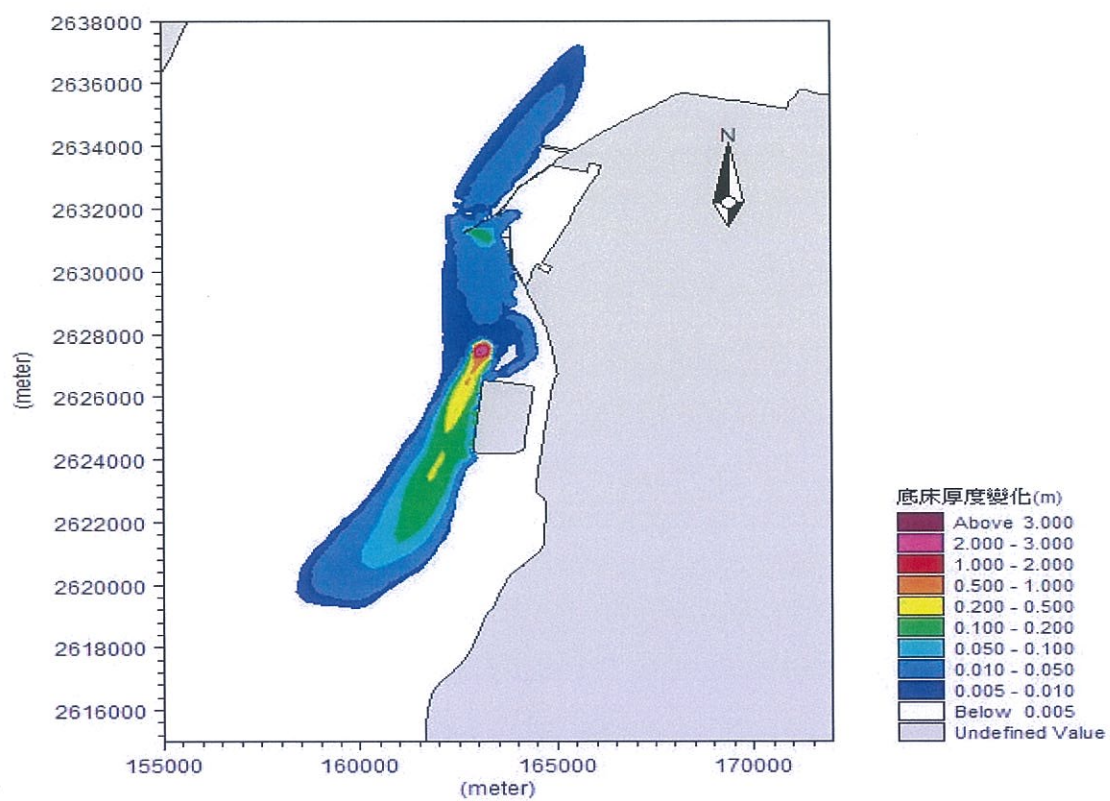 2638000
2636000
2634000
2632000
2630000
2628000
2626000
2624000
2622000
2620000
2618000
2616000
(meter)
N
155000
160000
165000
170000
(meter)
底床厚度變化(m)
Above 3.000
2.000 - 3.000
1.000 - 2.000
0.500 - 1.000
0.200 - 0.500
0.100 - 0.200
0.050 - 0.100
0.010 - 0.050
0.005 - 0.010
Below 0.005
Undefined Value